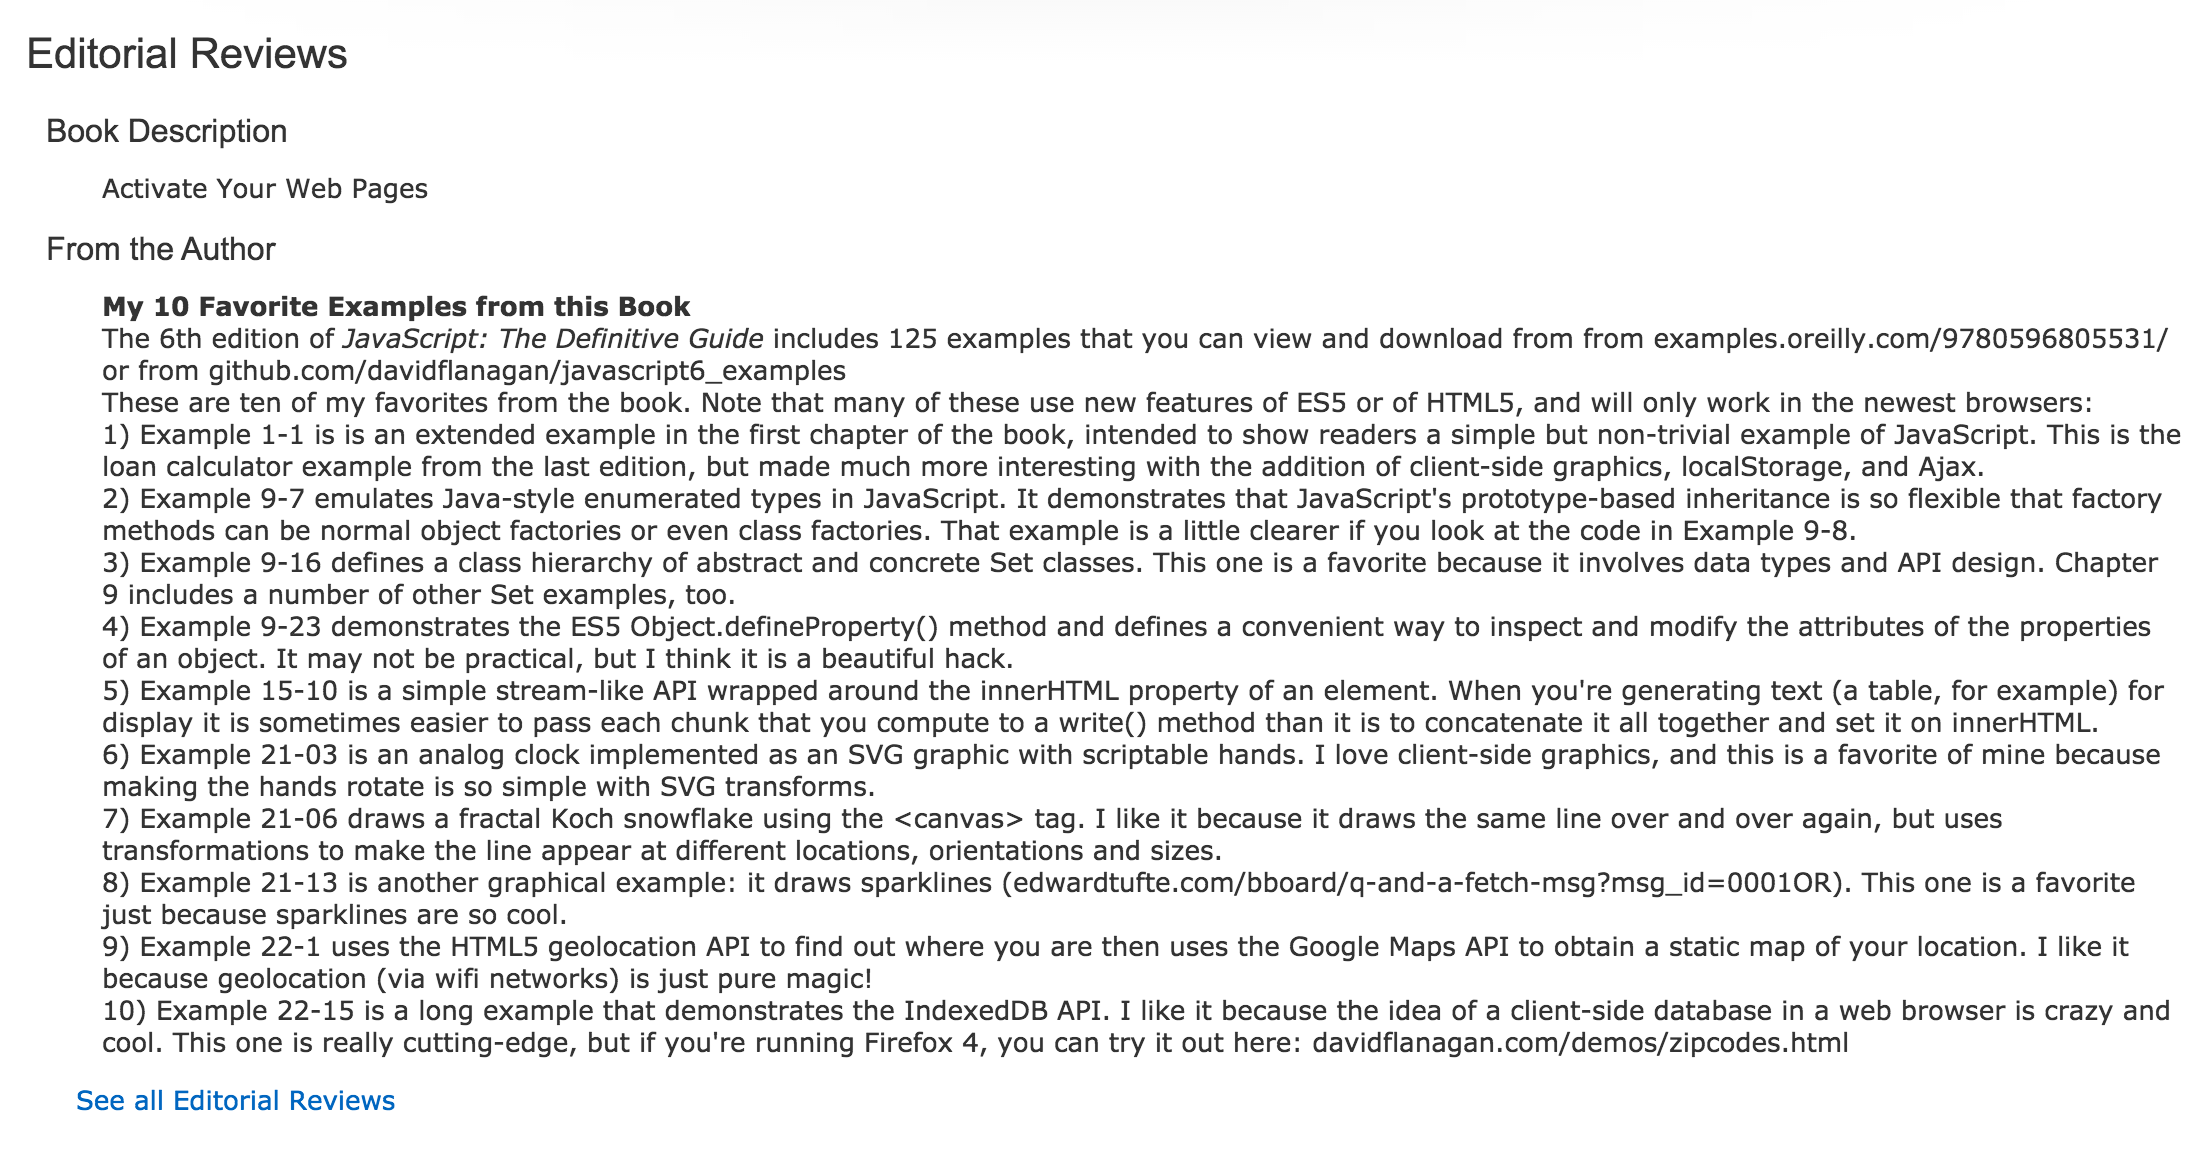 Editorial Reviews
Book Description
Activate Your Web Pages
From the Author
My 10 Favorite Examples from this Book
The 6th edition of JavaScript: The Definitive Guide includes 125 examples that you can view and download from from examples.oreilly.com/9780596805531/
or from github.com/davidflanagan/javascript6_examples
These are ten of my favorites from the book. Note that many of these use new features of ES5 or of HTML5, and will only work in the newest browsers:
1) Example 1-1 is is an extended example in the first chapter of the book, intended to show readers a simple but non-trivial example of JavaScript. This is the
loan calculator example from the last edition, but made much more interesting with the addition of client-side graphics, localStorage, and Ajax.
2) Example 9-7 emulates Java-style enumerated types in JavaScript. It demonstrates that JavaScript's prototype-based inheritance is so flexible that factory
methods can be normal object factories or even class factories. That example is a little clearer if you look at the code in Example 9-8.
3) Example 9-16 defines a class hierarchy of abstract and concrete Set classes. This one is a favorite because it involves data types and API design. Chapter
9 includes a number of other Set examples, too.
4) Example 9-23 demonstrates the ES5 Object.defineProperty() method and defines a convenient way to inspect and modify the attributes of the properties
of an object. It may not be practical, but I think it is a beautiful hack.
5) Example 15-10 is a simple stream-like API wrapped around the innerHTML property of an element. When you're generating text (a table, for example) for
display it is sometimes easier to pass each chunk that you compute to a write() method than it is to concatenate it all together and set it on innerHTML.
6) Example 21-03 is an analog clock implemented as an SVG graphic with scriptable hands. I love client-side graphics, and this is a favorite of mine because
making the hands rotate is so simple with SVG transforms.
7) Example 21-06 draws a fractal Koch snowflake using the <canvas> tag. I like it because it draws the same line over and over again, but uses
transformations to make the line appear at different locations, orientations and sizes.
8) Example 21-13 is another graphical example: it draws sparklines (edwardtufte.com/bboard/q-and-a-fetch-msg?msg_id=0001OR). This one is a favorite
just because sparklines are so cool.
9) Example 22-1 uses the HTML5 geolocation API to find out where you are then uses the Google Maps API to obtain a static map of your location. I like it
because geolocation (via wifi networks) is just pure magic!
10) Example 22-15 is a long example that demonstrates the IndexedDB API. I like it because the idea of a client-side database in a web browser is crazy and
cool. This one is really cutting-edge, but if you're running Firefox 4, you can try it out here: davidflanagan.com/demos/zipcodes.html
See all Editorial Reviews